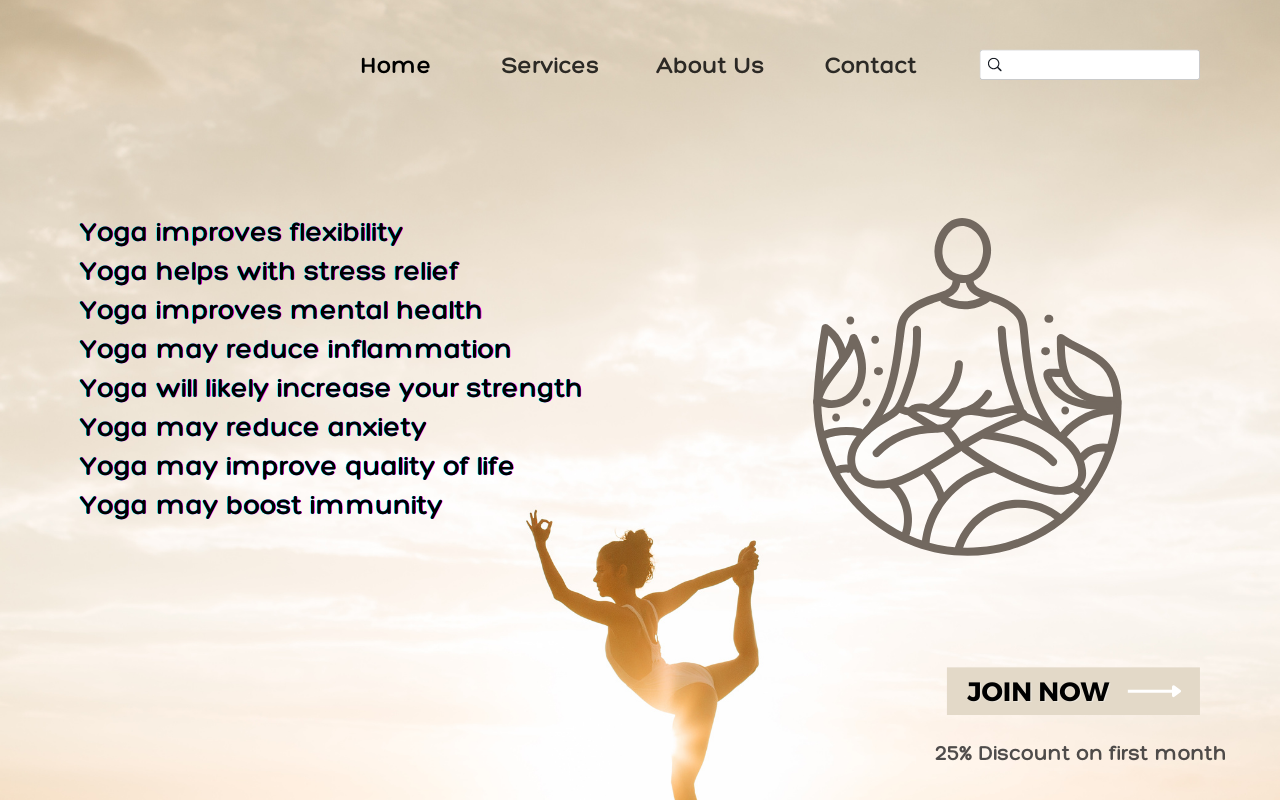 Home
Services
About Us
Contact
Yoga improves flexibility
Yoga helps with stress relief
Yoga improves mental health
Yoga may reduce inflammation
Yoga will likely increase your strength
Yoga may reduce anxiety
Yoga may improve quality of life
Yoga may boost immunity
JOIN NOW
25% Discount on first month